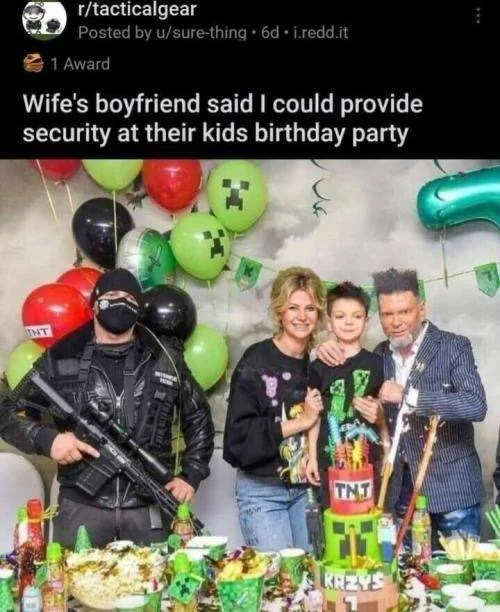 r/tacticalgear
Posted by u/sure-thing • 6d • i.redd.it
1 Award
Wife's boyfriend said I could provide
security at their kids birthday party
TNT
TNT
KRZYŚ